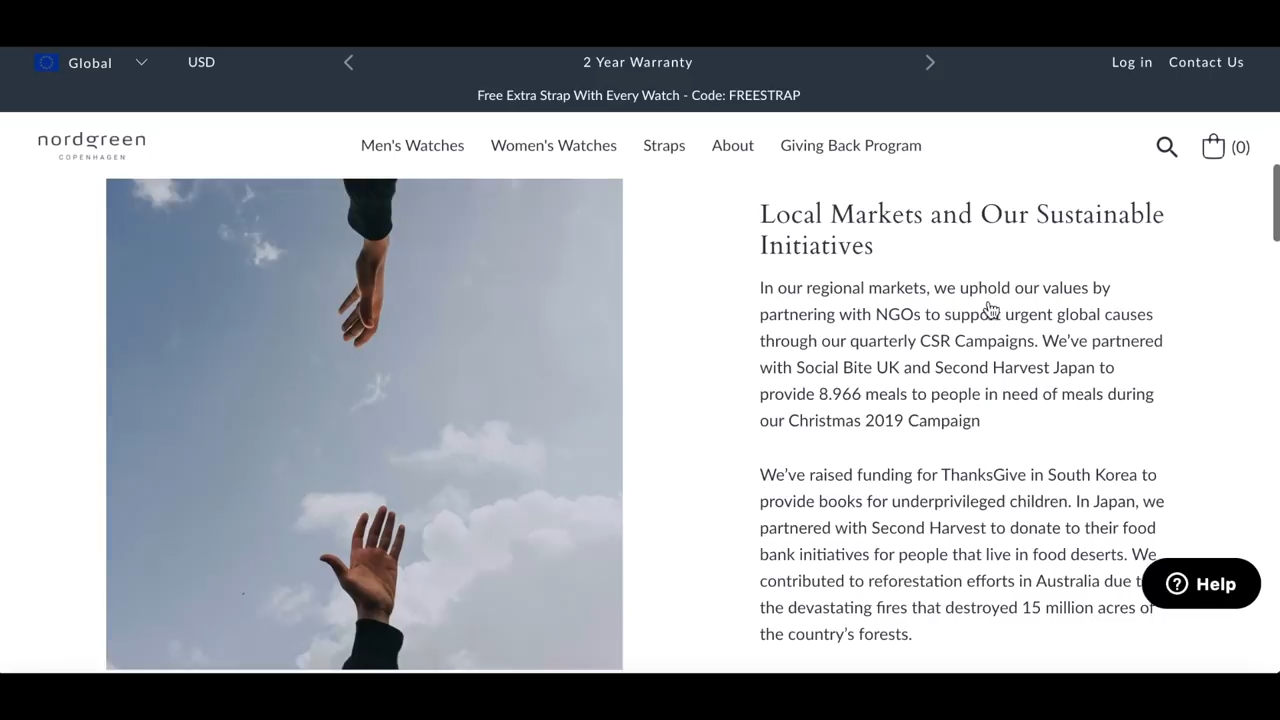 Global
USD
2 Year Warranty
Log in
Contact Us
Free Extra Strap With Every Watch - Code: FREESTRAP
nordgreen
COPENHAGEN
Men's Watches
Women's Watches
Straps
About
Giving Back Program
(0)
Local Markets and Our Sustainable
Initiatives
In our regional markets, we uphold our values by
partnering with NGOs to support urgent global causes
through our quarterly CSR Campaigns. We’ve partnered
with Social Bite UK and Second Harvest Japan to
provide 8.966 meals to people in need of meals during
our Christmas 2019 Campaign
We’ve raised funding for ThanksGive in South Korea to
provide books for underprivileged children. In Japan, we
partnered with Second Harvest to donate to their food
bank initiatives for people that live in food deserts. We
contributed to reforestation efforts in Australia due
the devastating fires that destroyed 15 million acres of
the country’s forests.
Help